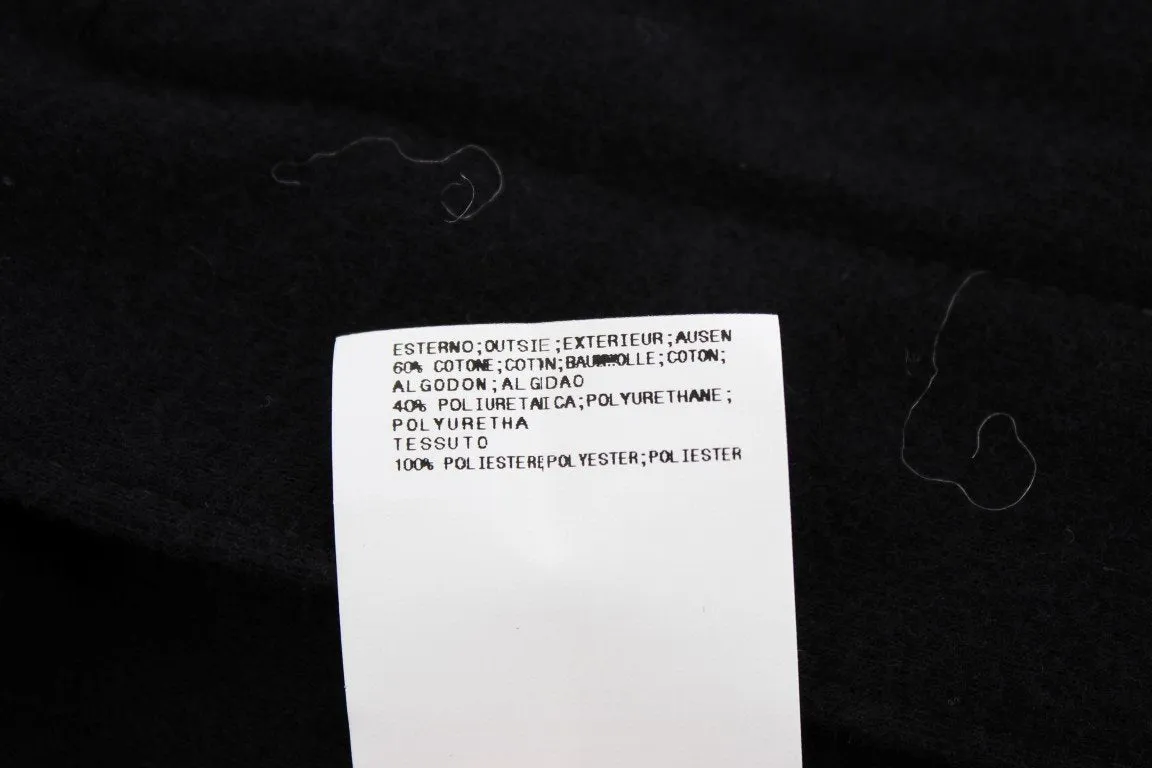 ESTERNO;OUTSIE;EXTERIEUR;AUSEN
60% COTONE;COTIN;BAUMWOLLE;COTON;
ALGODON;ALGIDAO
40% POLIURETANICA;POLYURETHANE;
POLYURETHA
TESSUTO
100% POLIESTERE;POLYESTER;POLIESTER